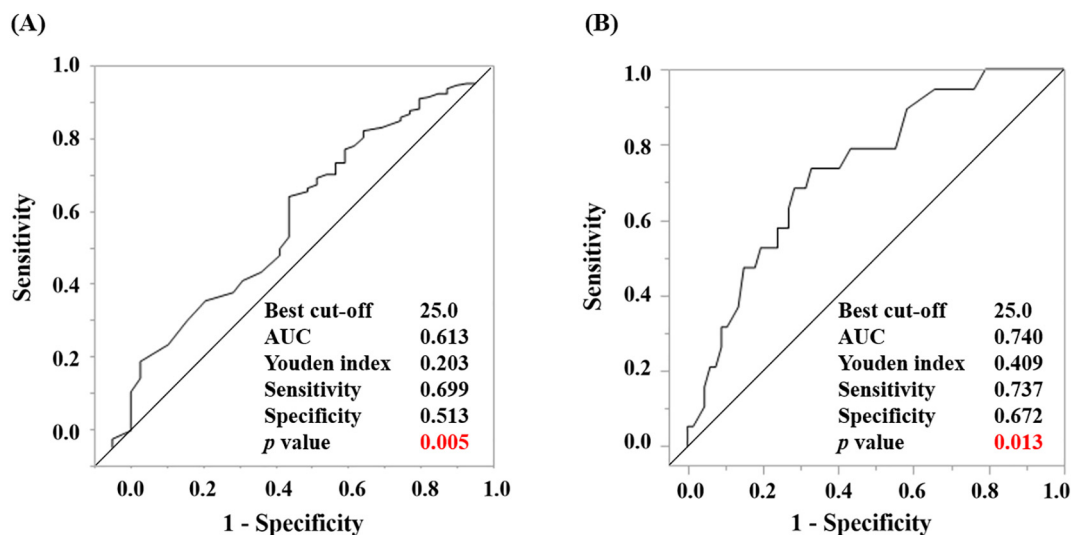 (A)
1.0
0.8
0.6
0.4
0.2
0.0
Sensitivity
Best cut-off 25.0
AUC 0.613
Youden index 0.203
Sensitivity 0.699
Specificity 0.513
p value 0.005
0.0 0.2 0.4 0.6 0.8 1.0
1 - Specificity
(B)
1.0
0.8
0.6
0.4
0.2
0.0
Sensitivity
Best cut-off 25.0
AUC 0.740
Youden index 0.409
Sensitivity 0.737
Specificity 0.672
p value 0.013
0.0 0.2 0.4 0.6 0.8 1.0
1 - Specificity